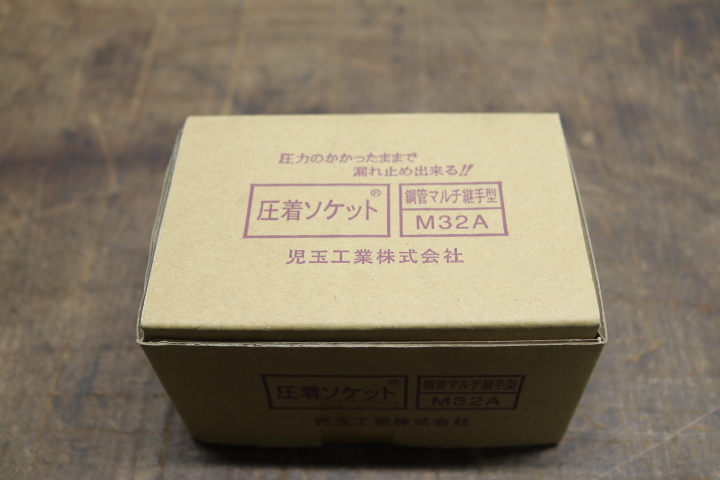 圧力のかかったままで
漏れ止め出来る!!
圧着ソケット® 鋼管マルチ継手型
M32A
児玉工業株式会社
圧着ソケット® 鋼管マルチ継手型
M32A
児玉工業株式会社